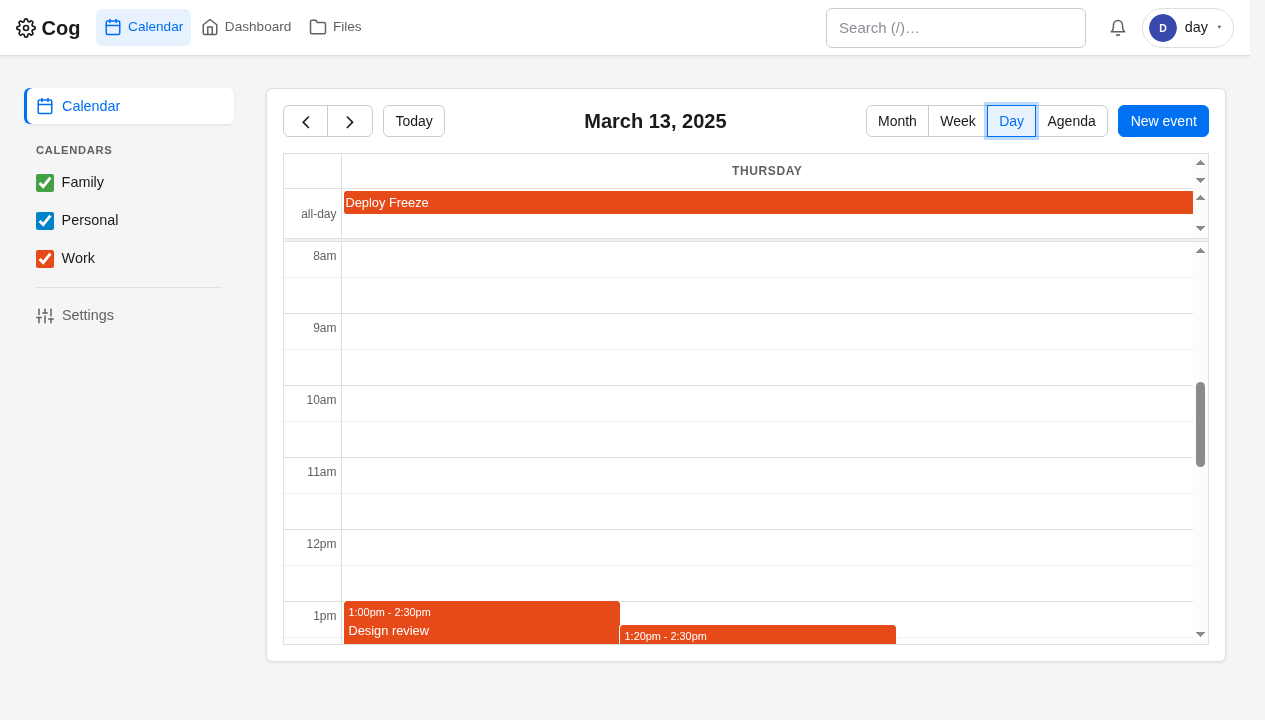 Cog
Calendar
Dashboard
Files
Search (/)…
D
day
Calendar
CALENDARS
Family
Personal
Work
Settings
Today
March 13, 2025
Month
Week
Day
Agenda
New event
THURSDAY
all-day
Deploy Freeze
8am
9am
10am
11am
12pm
1pm
1:00pm - 2:30pm
Design review
1:20pm - 2:30pm